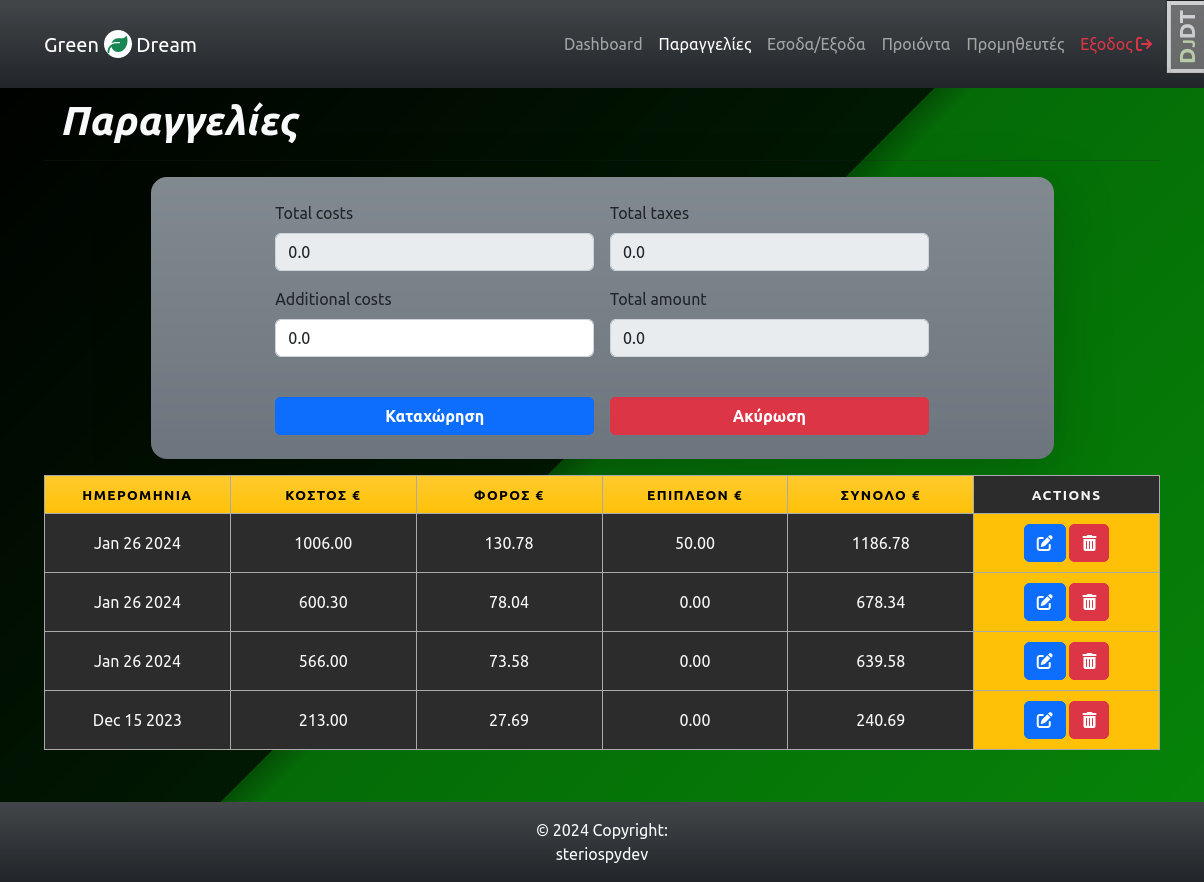 Green Dream
Dashboard Παραγγελίες Εσοδα/Εξοδα Προιόντα Προμηθευτές Εξοδος
DJDT
Παραγγελίες
Total costs Total taxes
0.0 0.0
Additional costs Total amount
0.0 0.0
Καταχώρηση Ακύρωση
ΗΜΕΡΟΜΗΝΙΑ ΚΟΣΤΟΣ € ΦΟΡΟΣ € ΕΠΙΠΛΕΟΝ € ΣΥΝΟΛΟ € ACTIONS
Jan 26 2024 1006.00 130.78 50.00 1186.78
Jan 26 2024 600.30 78.04 0.00 678.34
Jan 26 2024 566.00 73.58 0.00 639.58
Dec 15 2023 213.00 27.69 0.00 240.69
© 2024 Copyright:
steriospydev